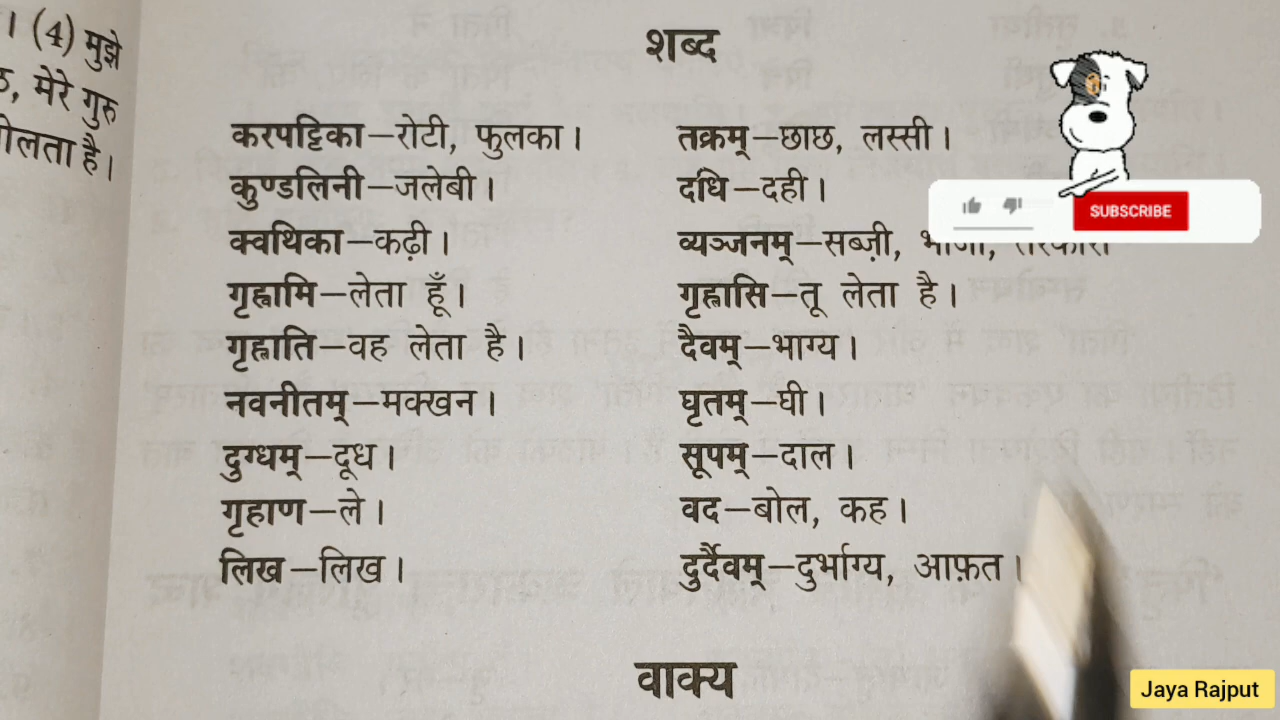 । (4) मुझे
मेरे गुरु
है।
शब्द
करपट्टिका—रोटी, फुलका। तक्रम्—छाछ, लस्सी।
कुण्डलिनी—जलेबी। दधि—दही।
क्वथिका—कढ़ी। व्यञ्जनम्—सब्ज़ी,
गृह्णामि—लेता हूँ। गृह्णासि—तू लेता है।
गृह्णाति—वह लेता है। दैवम्—भाग्य।
नवनीतम्—मक्खन। घृतम्—घी।
दुग्धम्—दूध। सूपम्—दाल।
गृहाण—ले। वद—बोल, कह।
लिख—लिख। दुर्दैवम्—दुर्भाग्य, आफ़त।
वाक्य
SUBSCRIBE
Jaya Rajput